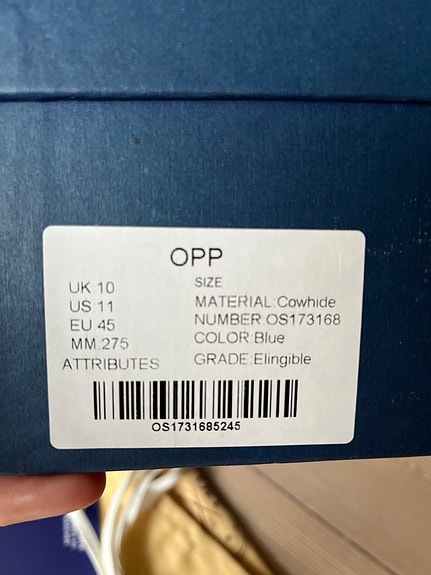 OPP
UK 10
US 11
EU 45
MM 275
ATTRIBUTES
SIZE
MATERIAL:Cowhide
NUMBER:OS173168
COLOR:Blue
GRADE:Elingible
OS1731685245